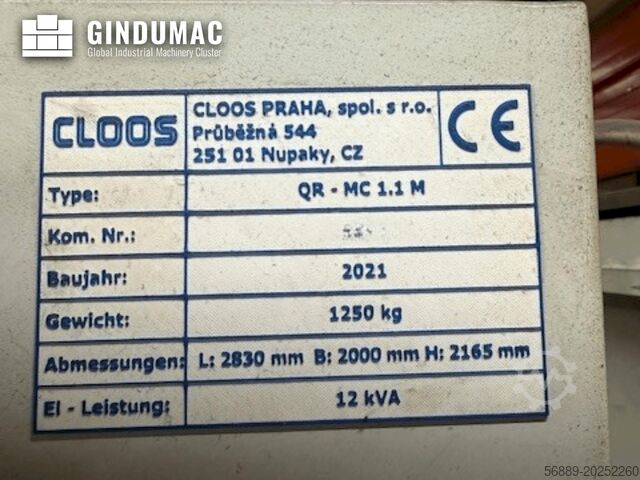 GINDUMAC
Global Industrial Machinery Cluster
CLOOS
CLOOS PRAHA, spol. s r.o.
Průběžná 544
251 01 Nupaky, CZ
CE
Type: QR - MC 1.1 M
Kom. Nr.:
Baujahr: 2021
Gewicht: 1250 kg
Abmessungen: L: 2830 mm B: 2000 mm H: 2165 mm
El - Leistung: 12 kVA
56889-20252260